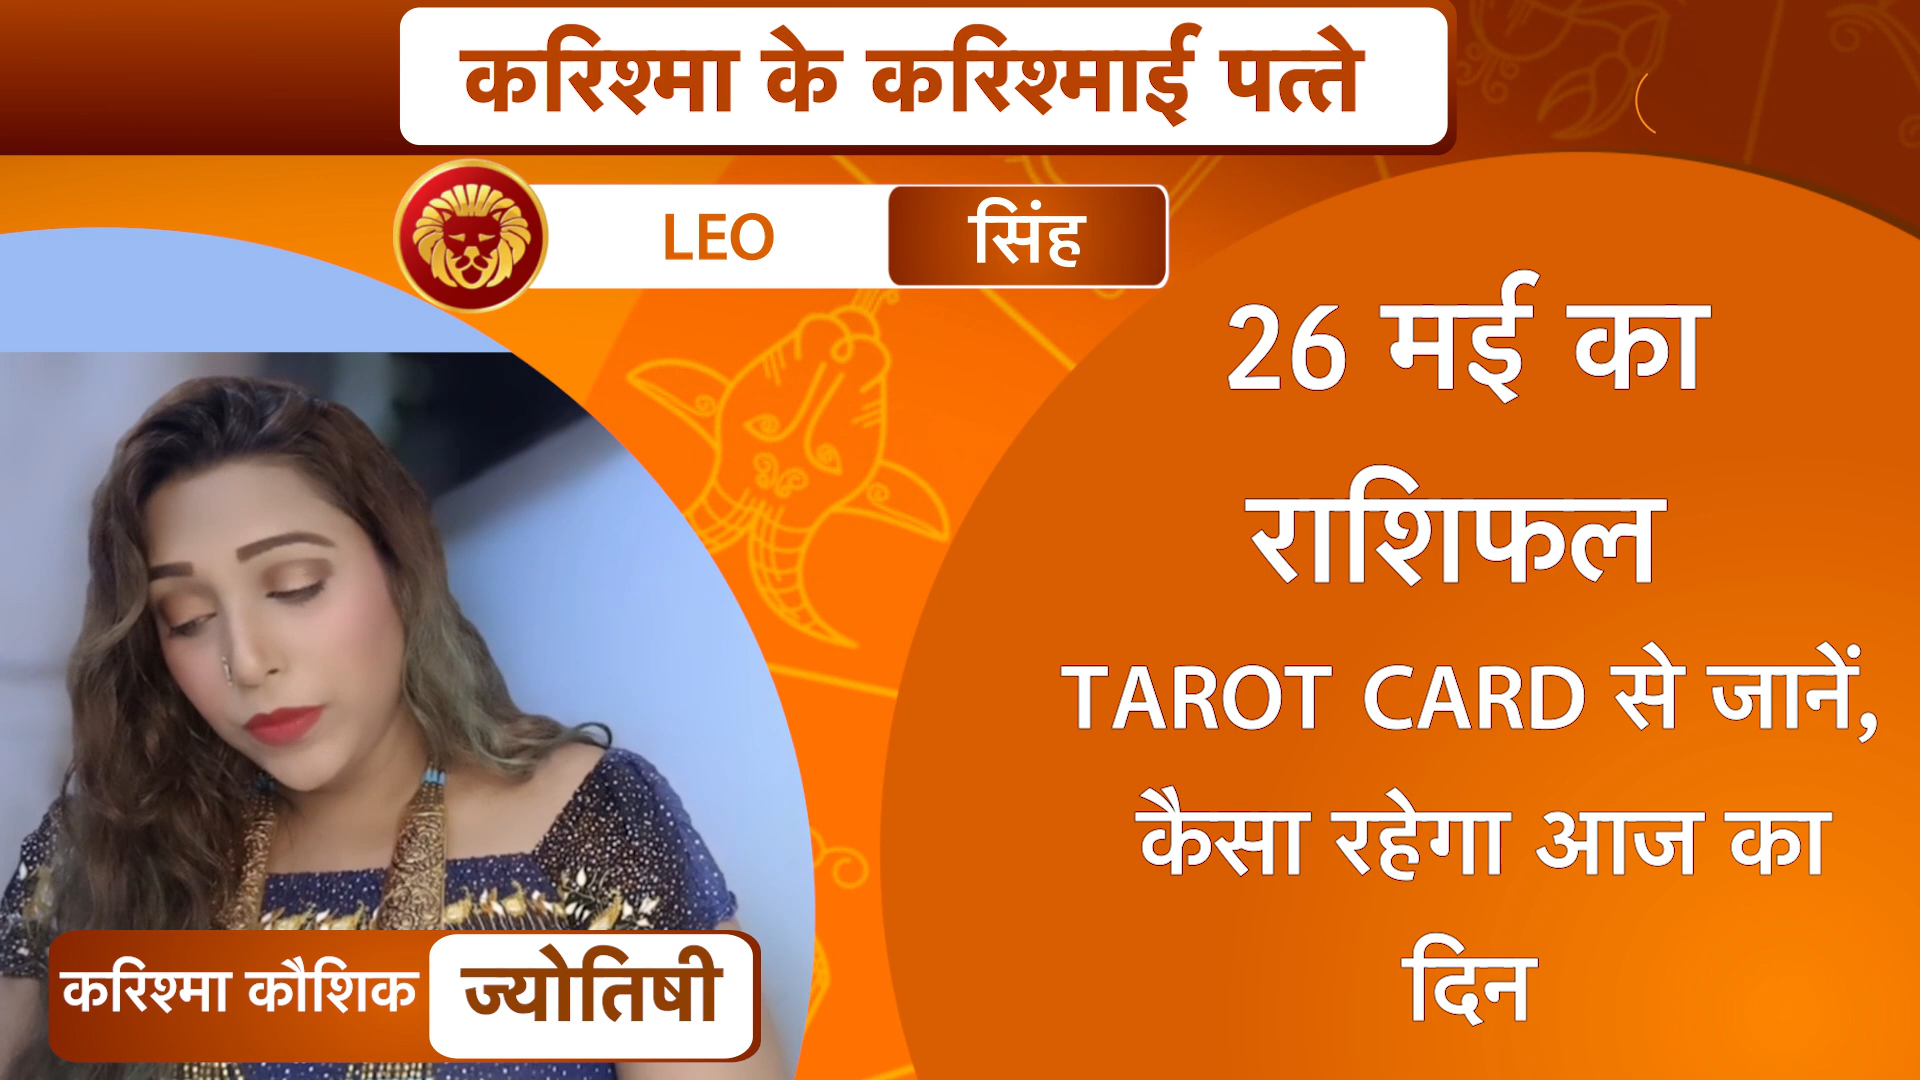 करिश्मा के करिश्माई पत्ते
LEO सिंह
26 मई का
राशिफल
TAROT CARD से जानें,
कैसा रहेगा आज का
दिन
करिश्मा कौशिक ज्योतिषी